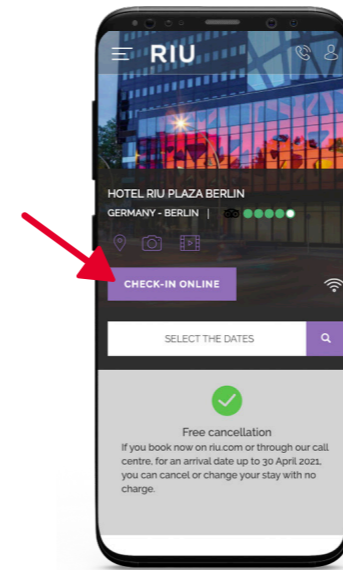 RIU
HOTEL RIU PLAZA BERLIN
GERMANY - BERLIN |
CHECK-IN ONLINE
SELECT THE DATES
Free cancellation
If you book now on riu.com or through our call
centre, for an arrival date up to 30 April 2021,
you can cancel or change your stay with no
charge.